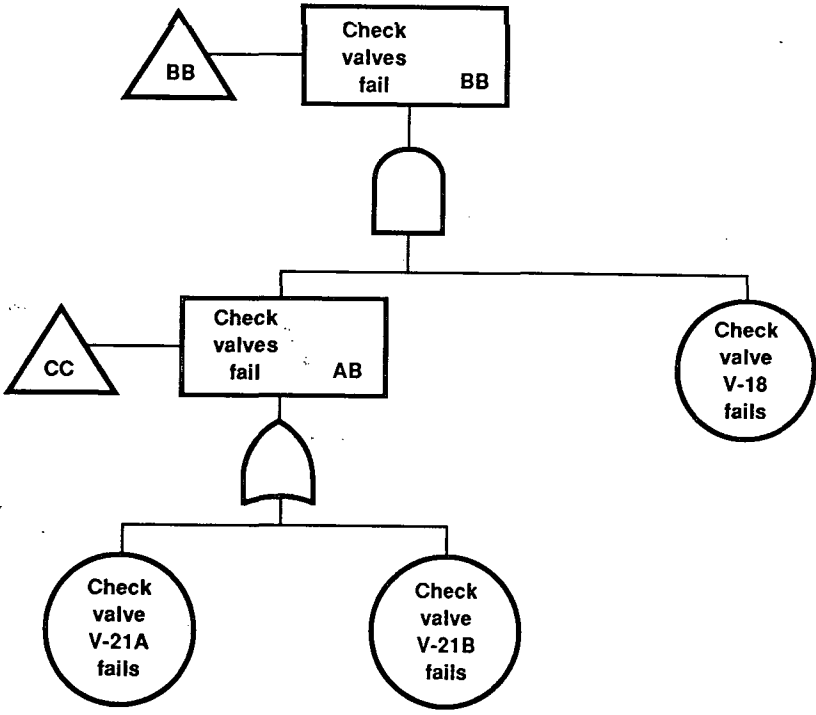 BB
Check
valves
fail BB
CC
Check
valves
fail AB
Check
valve
V-18
fails
Check
valve
V-21A
fails
Check
valve
V-21B
fails